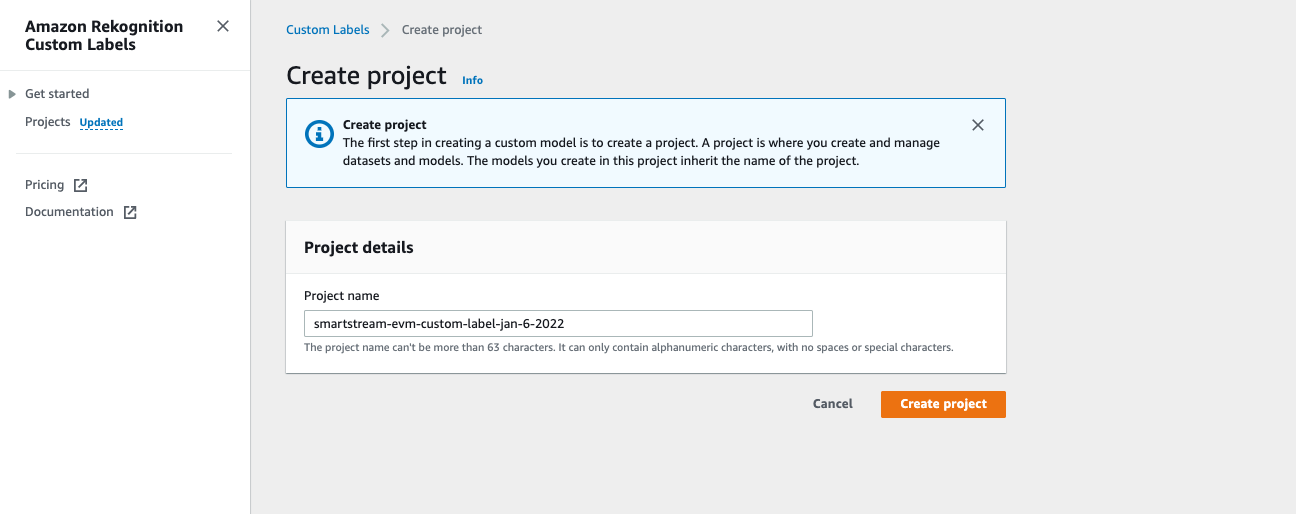 Amazon Rekognition
Custom Labels
Get started
Projects Updated
Pricing
Documentation
Custom Labels Create project
Create project Info
Create project
The first step in creating a custom model is to create a project. A project is where you create and manage
datasets and models. The models you create in this project inherit the name of the project.
Project details
Project name
smartstream-evm-custom-label-jan-6-2022
The project name can't be more than 63 characters. It can only contain alphanumeric characters, with no spaces or special characters.
Cancel Create project